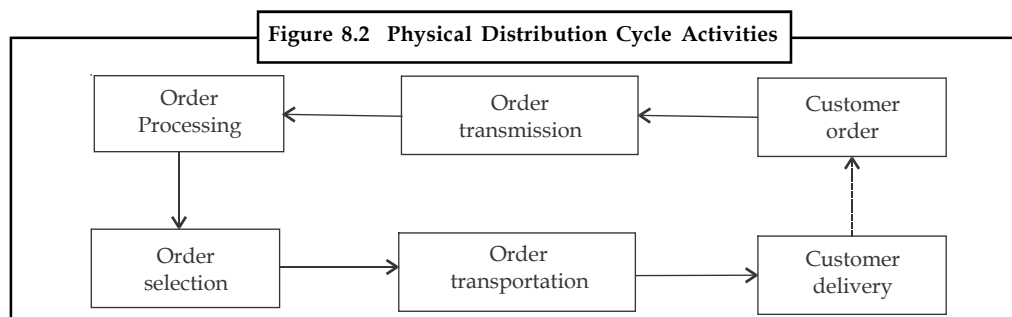 Figure 8.2 Physical Distribution Cycle Activities
Order
Processing
Order
transmission
Customer
order
Order
selection
Order
transportation
Customer
delivery